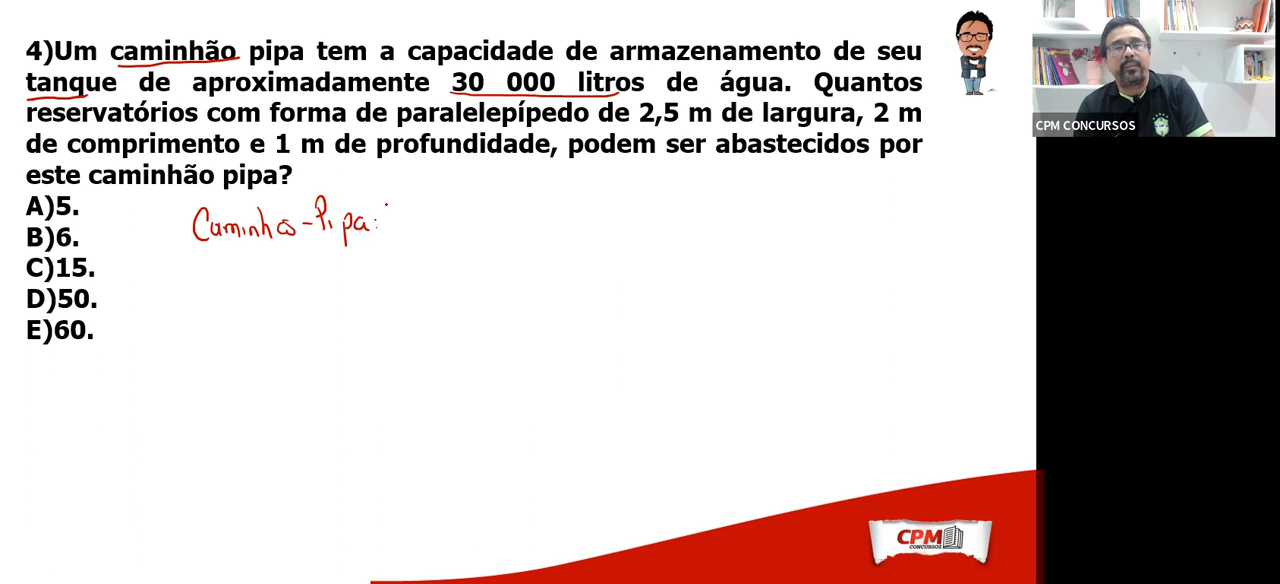 4)Um caminhão pipa tem a capacidade de armazenamento de seu
tanque de aproximadamente 30 000 litros de água. Quantos
reservatórios com forma de paralelepípedo de 2,5 m de largura, 2 m
de comprimento e 1 m de profundidade, podem ser abastecidos por
este caminhão pipa?
A)5.
B)6.
C)15.
D)50.
E)60.
Caminhão-Pipa:
CPM CONCURSOS
CPM
CONCURSOS